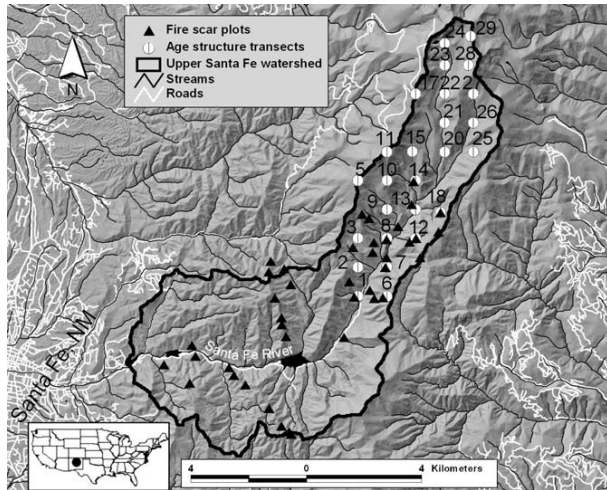 Fire scar plots
Age structure transects
Upper Santa Fe watershed
Streams
Roads
N
29
24
23 28
17 22 27
21 26
11 15 20 25
5 10 14
9 13 18
3 8 12
2 7
1 6
Santa Fe River
Santa Fe, NM
4 0 4 Kilometers